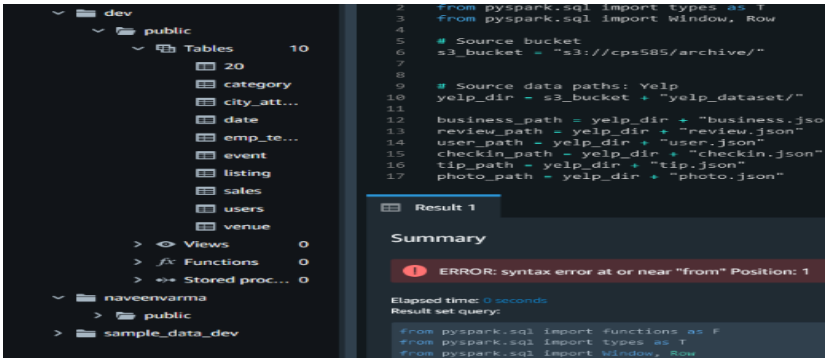 dev
public
Tables 10
20
category
city_att...
date
emp_te...
event
listing
sales
users
venue
Views 0
fx Functions 0
Stored proc... 0
naveenvarma
public
sample_data_dev
2 from pyspark.sql import types as T
3 from pyspark.sql import Window, Row
4
5 # Source bucket
6 s3_bucket = "s3://cps585/archive/"
7
8
9 # Source data paths: Yelp
10 yelp_dir = s3_bucket + "yelp_dataset/"
11
12 business_path = yelp_dir + "business.jso
13 review_path = yelp_dir + "review.json"
14 user_path = yelp_dir + "user.json"
15 checkin_path = yelp_dir + "checkin.json"
16 tip_path = yelp_dir + "tip.json"
17 photo_path = yelp_dir + "photo.json"
Result 1
Summary
ERROR: syntax error at or near "from" Position: 1
Elapsed time: 0 seconds
Result set query:
from pyspark.sql import functions as F
from pyspark.sql import types as T
from pyspark.sql import Window, Row